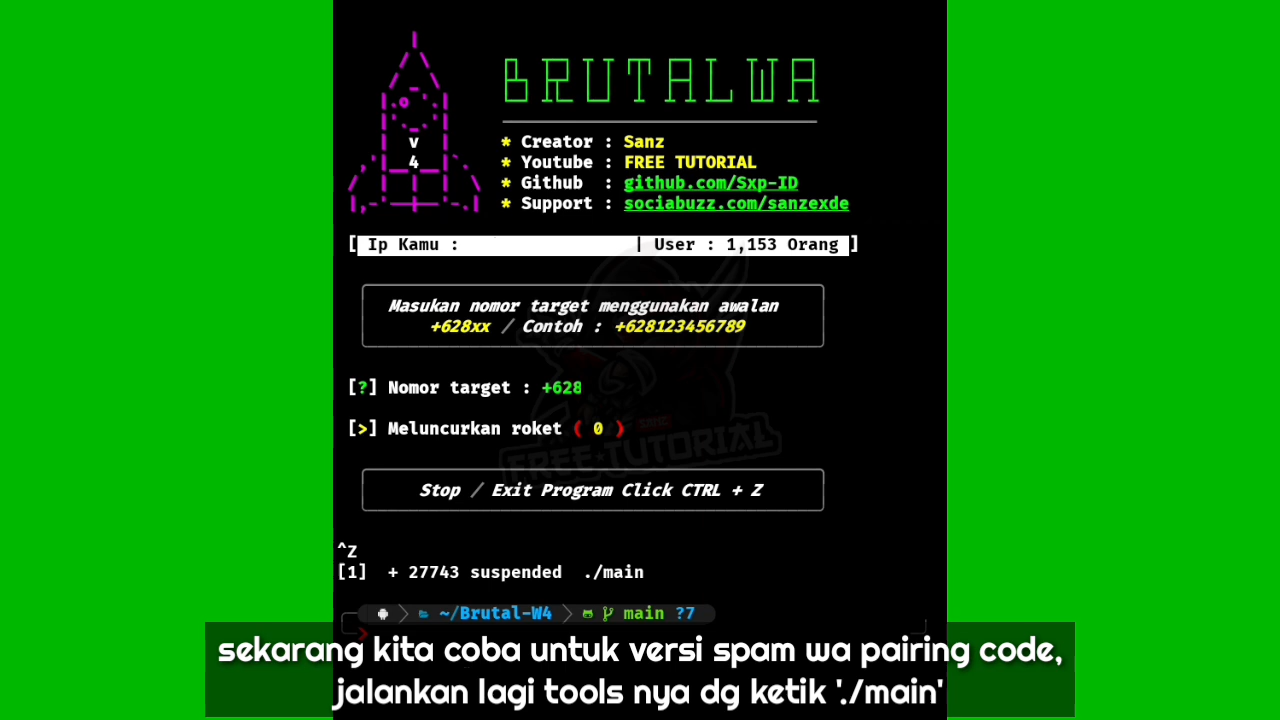 BRUTALWA
v
4
* Creator : Sanz
* Youtube : FREE TUTORIAL
* Github : github.com/Sxp-ID
* Support : sociabuzz.com/sanzexde
[ Ip Kamu : | User : 1,153 Orang ]
Masukan nomor target menggunakan awalan
+628xx / Contoh : +628123456789
[?] Nomor target : +628
[>] Meluncurkan roket ( 0 )
FREE TUTORIAL
Stop / Exit Program Click CTRL + Z
^Z
[1] + 27743 suspended ./main
~/Brutal-W4 main ?7
sekarang kita coba untuk versi spam wa pairing code,
jalankan lagi tools nya dg ketik './main'